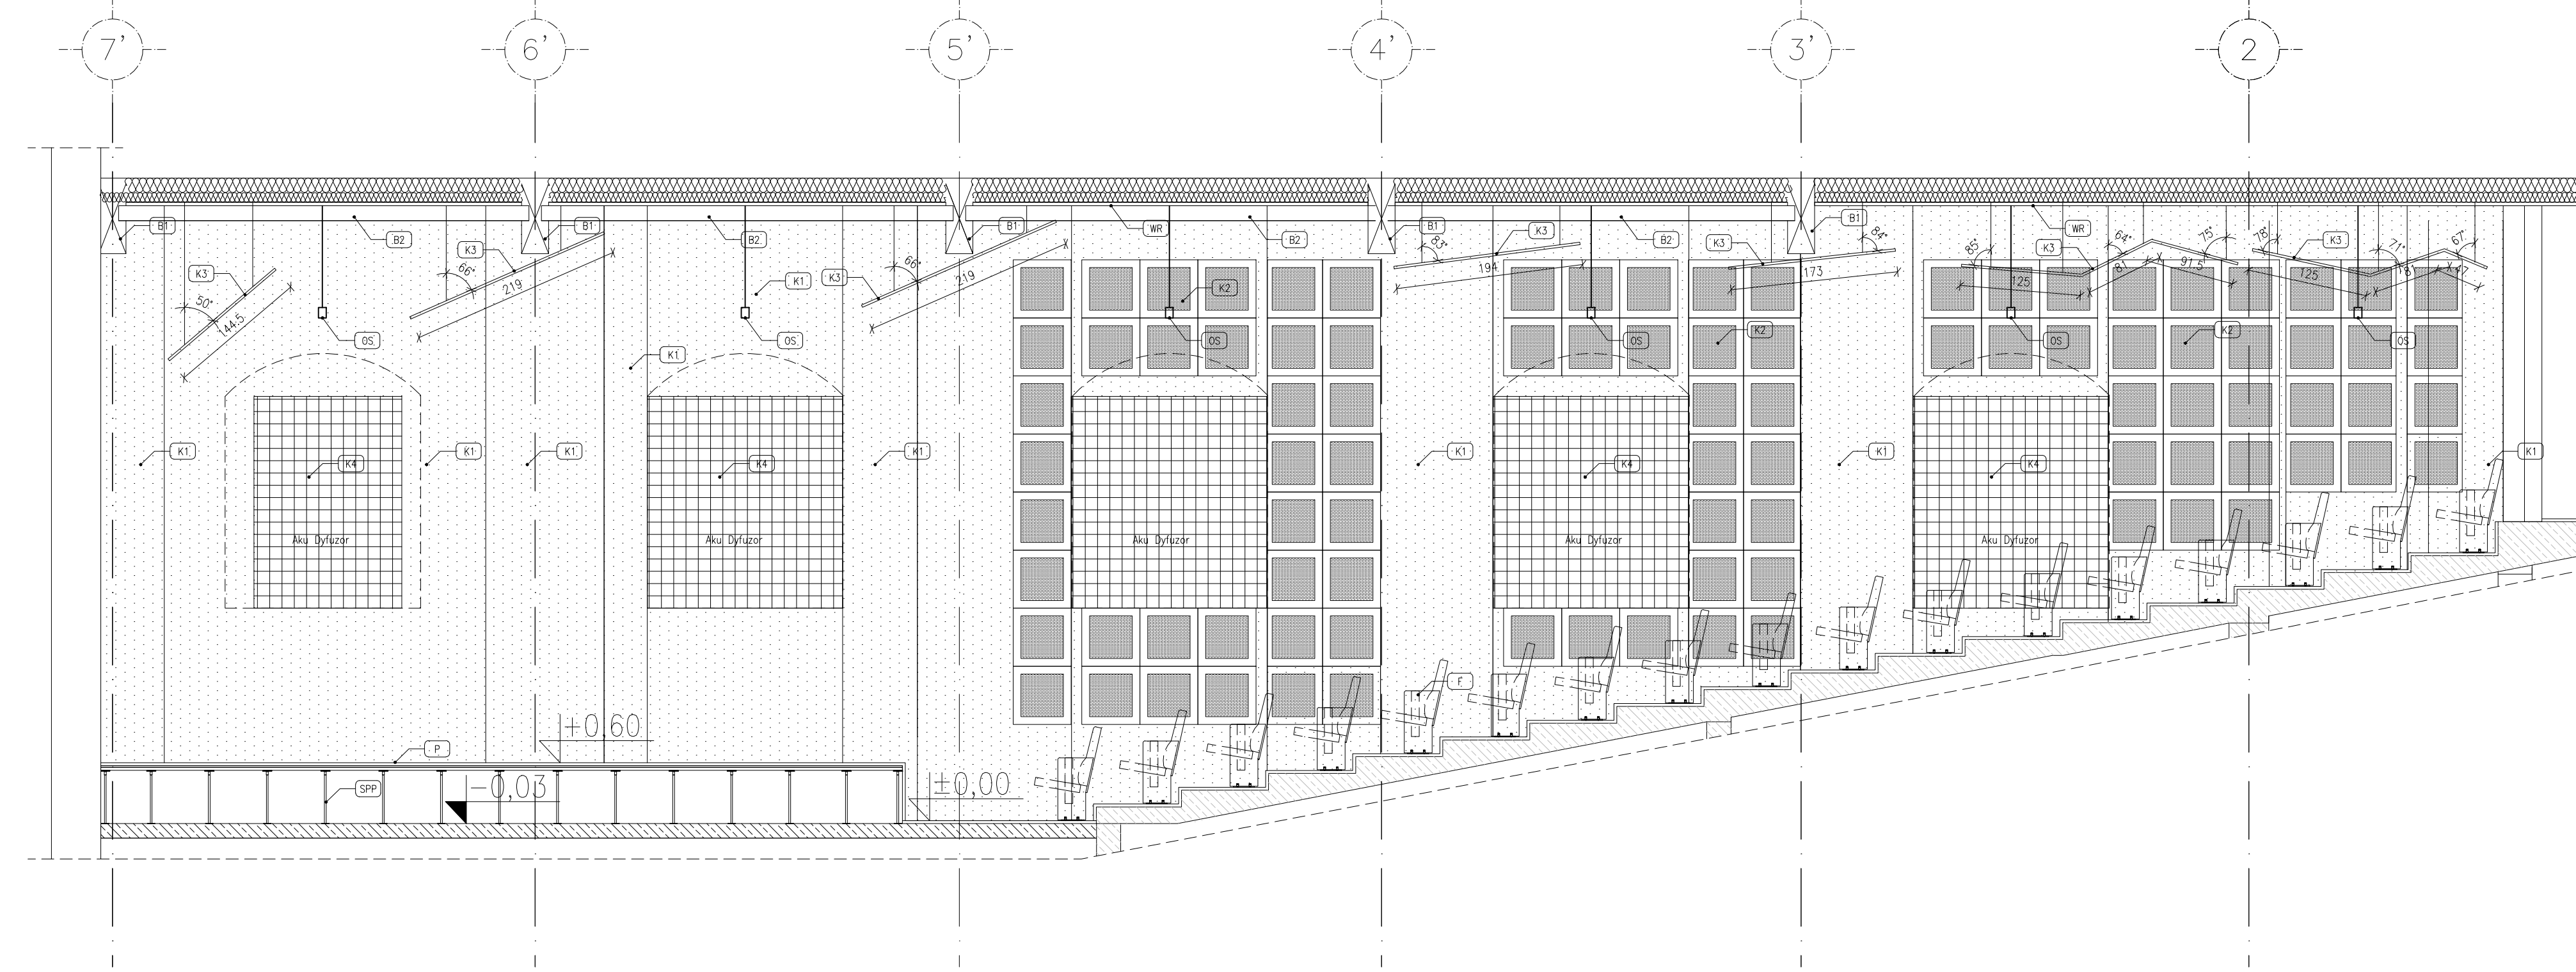 7' 6' 5' 4' 3' 2
B1 B2 B1 B2 B1 WR B2 B1 B2 B1 WR
K3 K3 K3 K3 K3 K3 K3
50° 66° 66° 83° 84° 85° 64° 75° 78° 71° 67°
144.5 219 219 194 173 125 81 91.5 125 81 47
K1 K2
OS OS OS OS K2 OS K2 OS
K1
K1 K4 K1 K1 K4 K1 K1 K4 K1 K4 K1
Aku Dyfuzor Aku Dyfuzor Aku Dyfuzor Aku Dyfuzor Aku Dyfuzor
F
±0,60
P
SPP -0,03 ±0,00